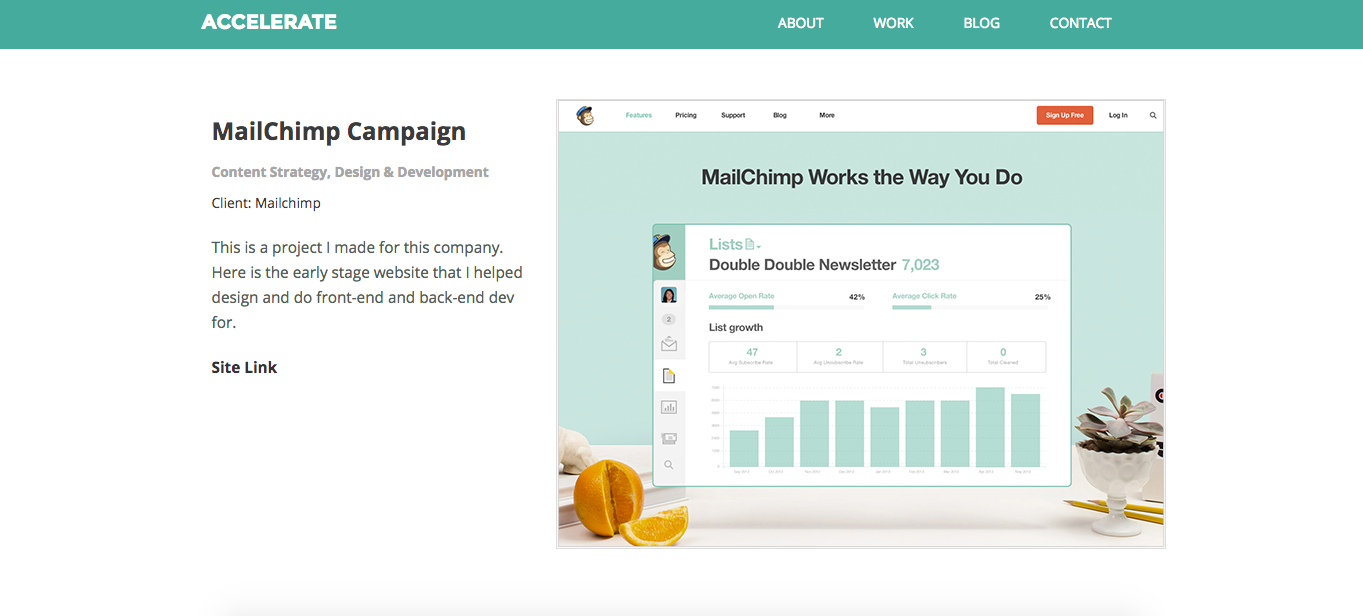 ACCELERATE
ABOUT WORK BLOG CONTACT
MailChimp Campaign
Content Strategy, Design & Development
Client: Mailchimp
This is a project I made for this company.
Here is the early stage website that I helped
design and do front-end and back-end dev
for.
Site Link
Features Pricing Support Blog More
Sign Up Free Log In
MailChimp Works the Way You Do
Lists
Double Double Newsletter 7,023
Average Open Rate 42% Average Click Rate 25%
List growth
47 2 3 0
Avg Subscribe Rate Avg Unsubscribe Rate Total Unsubscribers Total Cleaned
2